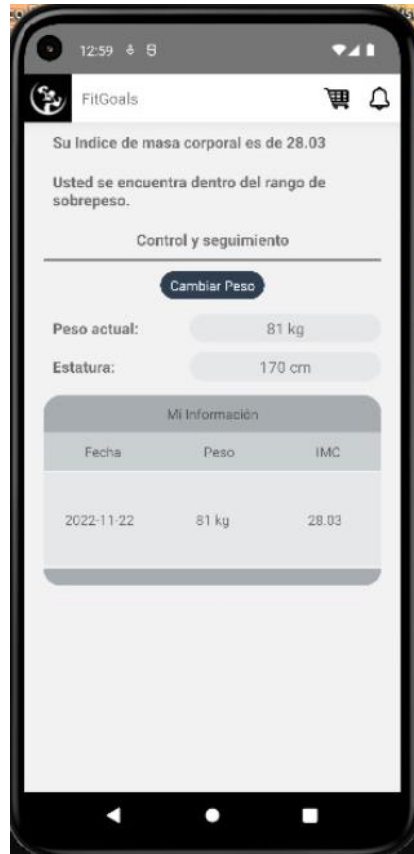 12:59
FitGoals
Su Indice de masa corporal es de 28.03
Usted se encuentra dentro del rango de
sobrepeso.
Control y seguimiento
Cambiar Peso
Peso actual: 81 kg
Estatura: 170 cm
Mi Información
Fecha Peso IMC
2022-11-22 81 kg 28.03